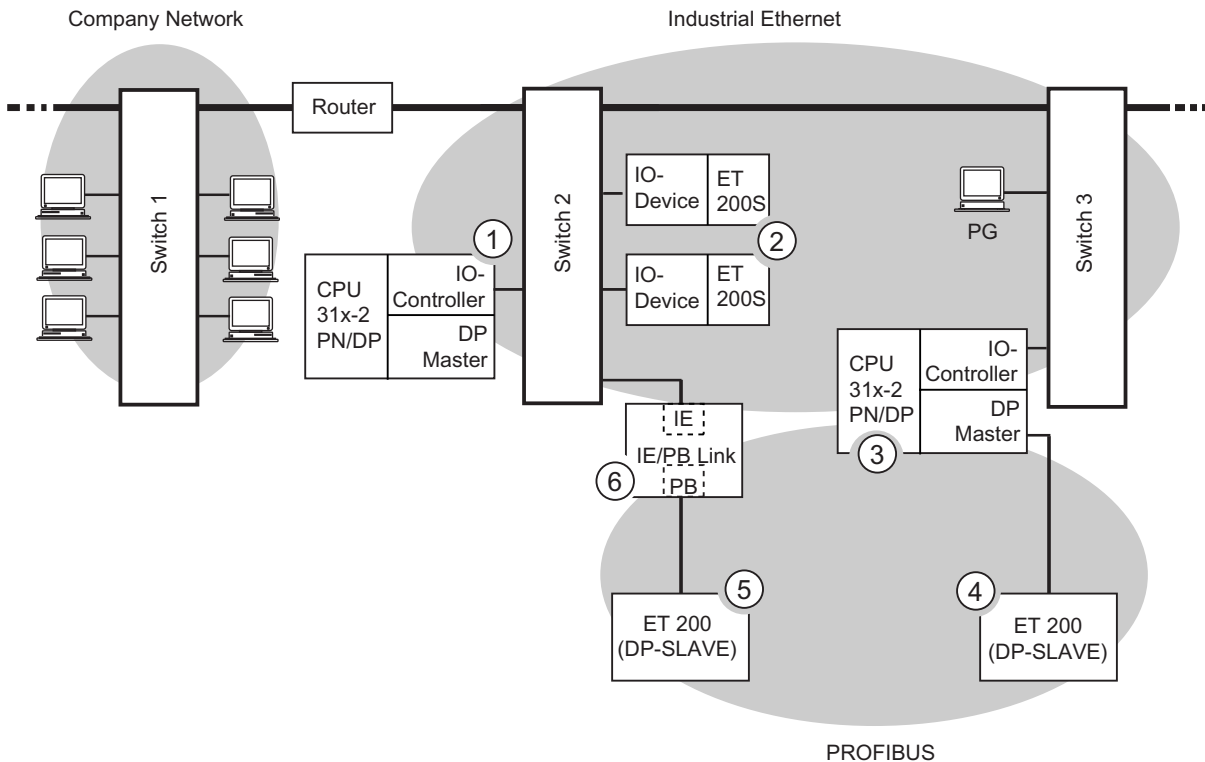 Company Network
Industrial Ethernet
Router
Switch 1
Switch 2
Switch 3
IO-
Device
ET
200S
2
IO-
Device
ET
200S
PG
1
CPU
31x-2
PN/DP
IO-
Controller
DP
Master
CPU
31x-2
PN/DP
IO-
Controller
DP
Master
3
IE
IE/PB Link
PB
6
5
ET 200
(DP-SLAVE)
4
ET 200
(DP-SLAVE)
PROFIBUS